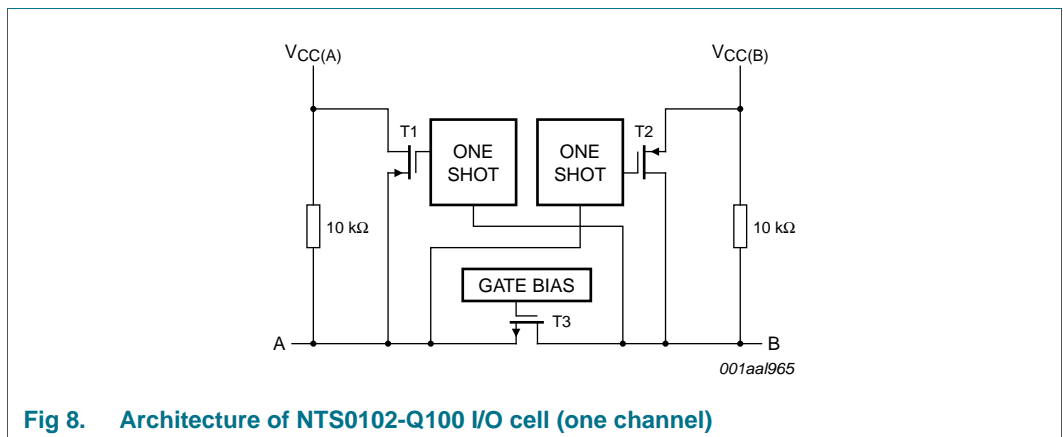 VCC(A)
VCC(B)
T1
ONE
SHOT
ONE
SHOT
T2
10 kΩ
10 kΩ
GATE BIAS
T3
A
B
001aal965
Fig 8. Architecture of NTS0102-Q100 I/O cell (one channel)